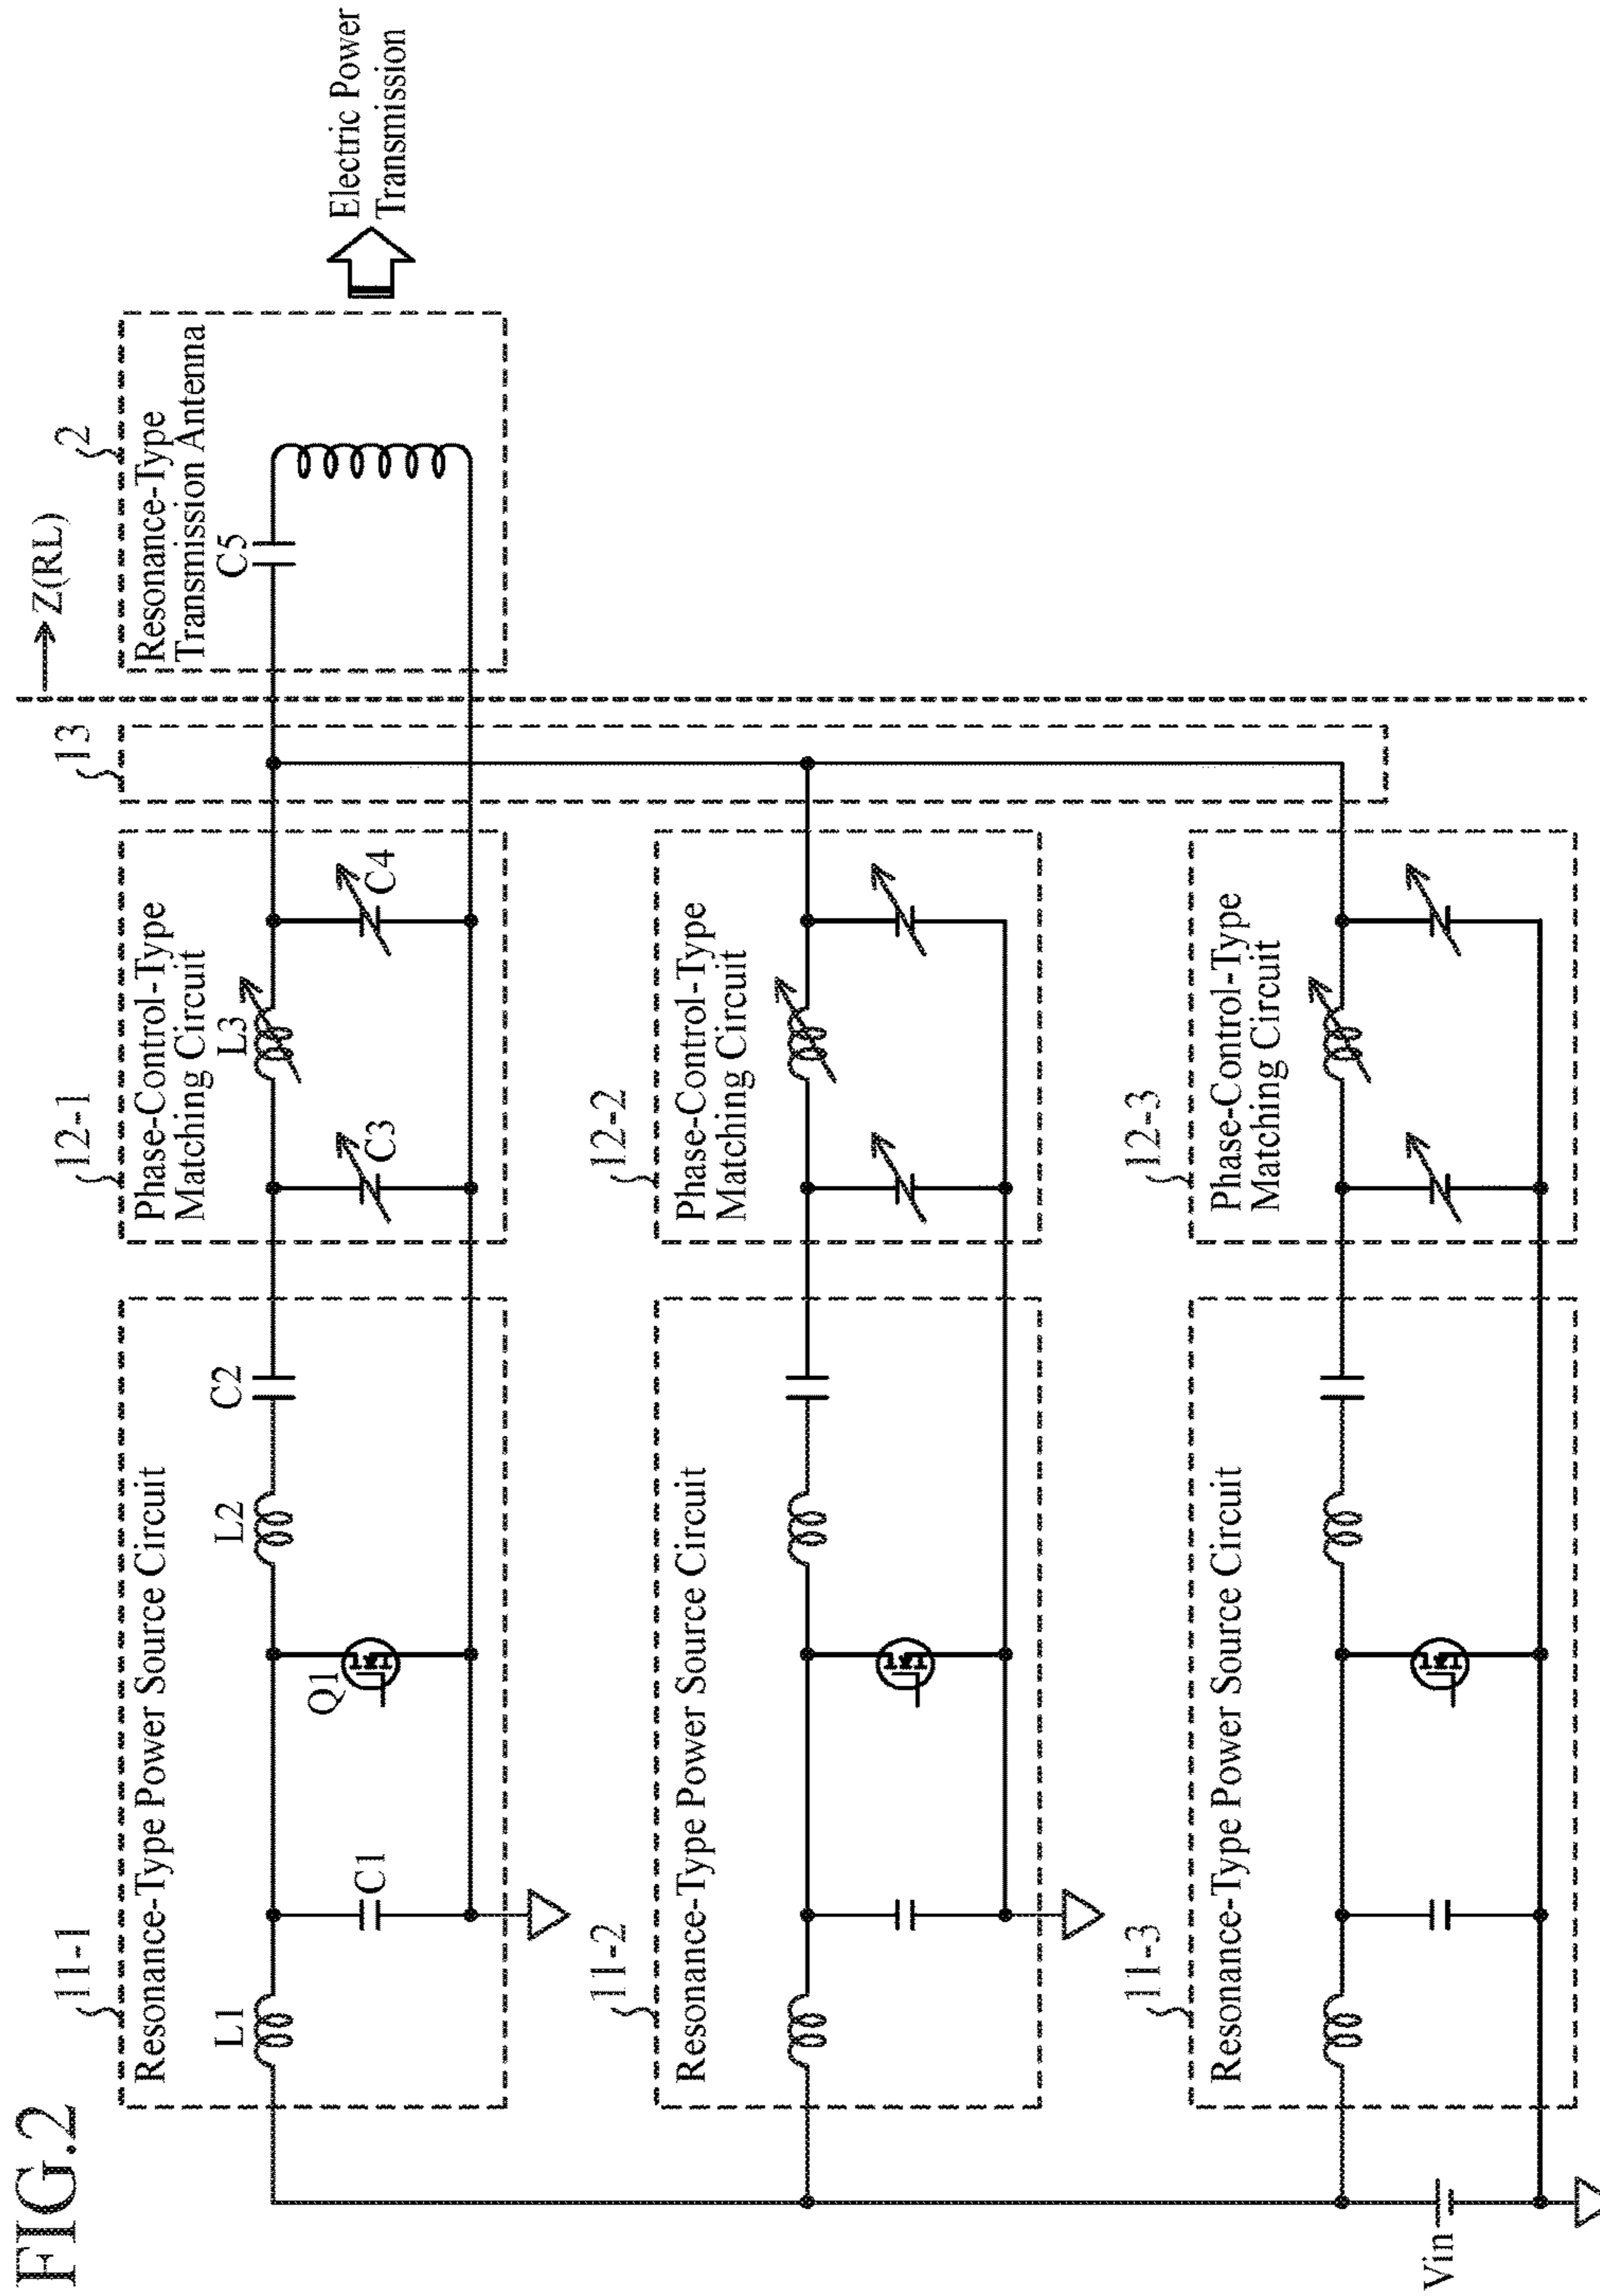 FIG.2
→Z(RL)
11-1
12-1
13
2
Resonance-Type Power Source Circuit
Phase-Control-Type
Matching Circuit
Resonance-Type
Transmission Antenna
L1
L2
C2
L3
C5
C1
Q1
C3
C4
Electric Power
Transmission
11-2
12-2
Resonance-Type Power Source Circuit
Phase-Control-Type
Matching Circuit
11-3
12-3
Resonance-Type Power Source Circuit
Phase-Control-Type
Matching Circuit
Vin